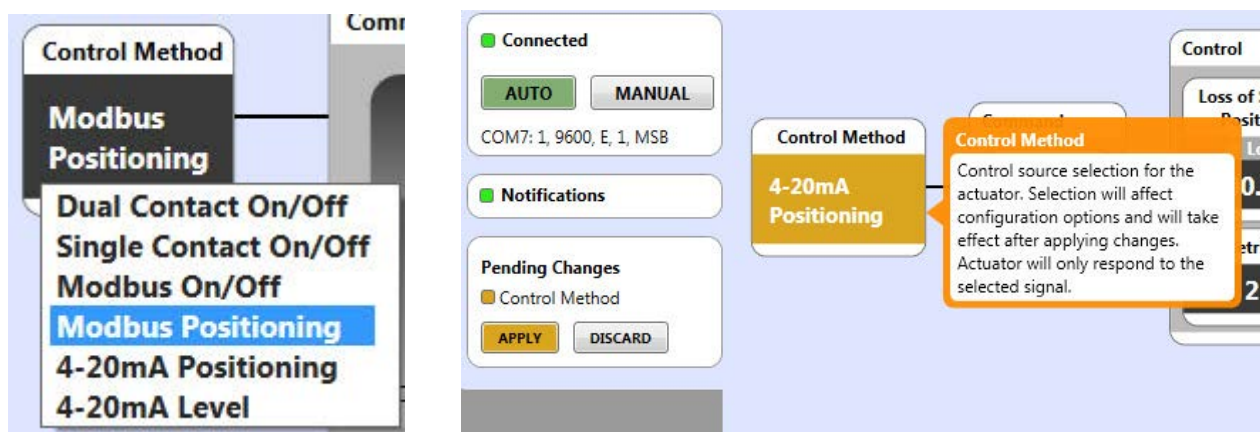 Control Method
Modbus
Positioning
Dual Contact On/Off
Single Contact On/Off
Modbus On/Off
Modbus Positioning
4-20mA Positioning
4-20mA Level
Connected
AUTO
MANUAL
COM7: 1, 9600, E, 1, MSB
Notifications
Pending Changes
Control Method
APPLY
DISCARD
Control Method
4-20mA
Positioning
Command
Control Method
Control source selection for the
actuator. Selection will affect
configuration options and will take
effect after applying changes.
Actuator will only respond to the
selected signal.
Control
Loss of